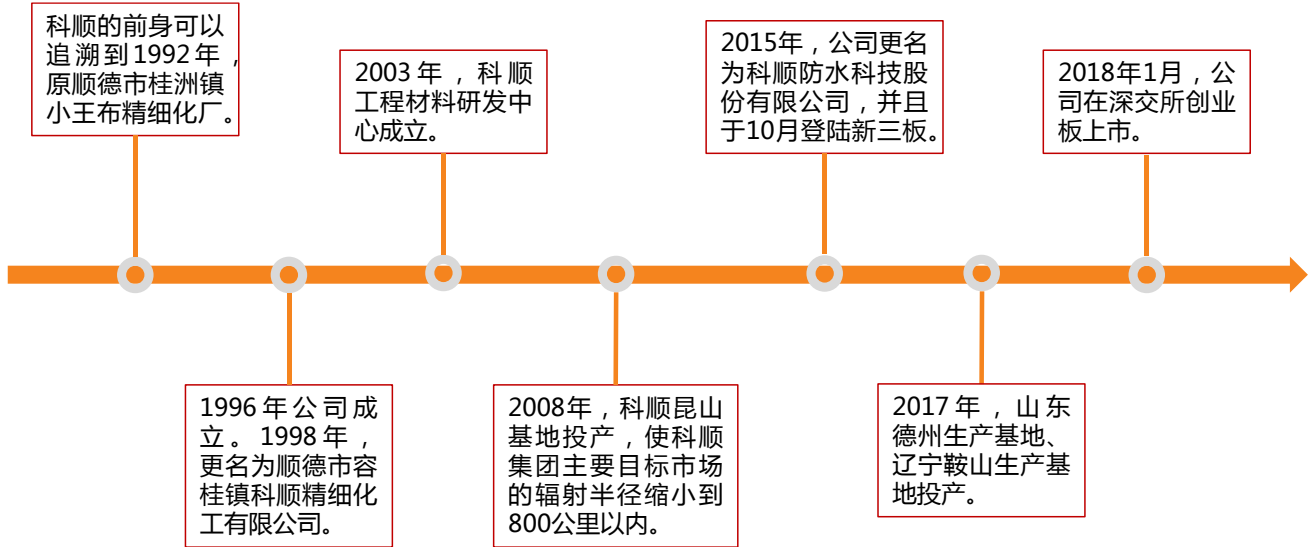 科顺的前身可以
追溯到1992年，
原顺德市桂洲镇
小王布精细化厂。
2003年，科顺
工程材料研发中
心成立。
2015年，公司更名
为科顺防水科技股
份有限公司，并且
于10月登陆新三板。
2018年1月，公
司在深交所创业
板上市。
1996年公司成
立。1998年，
更名为顺德市容
桂镇科顺精细化
工有限公司。
2008年，科顺昆山
基地投产，使科顺
集团主要目标市场
的辐射半径缩小到
800公里以内。
2017年，山东
德州生产基地、
辽宁鞍山生产基
地投产。